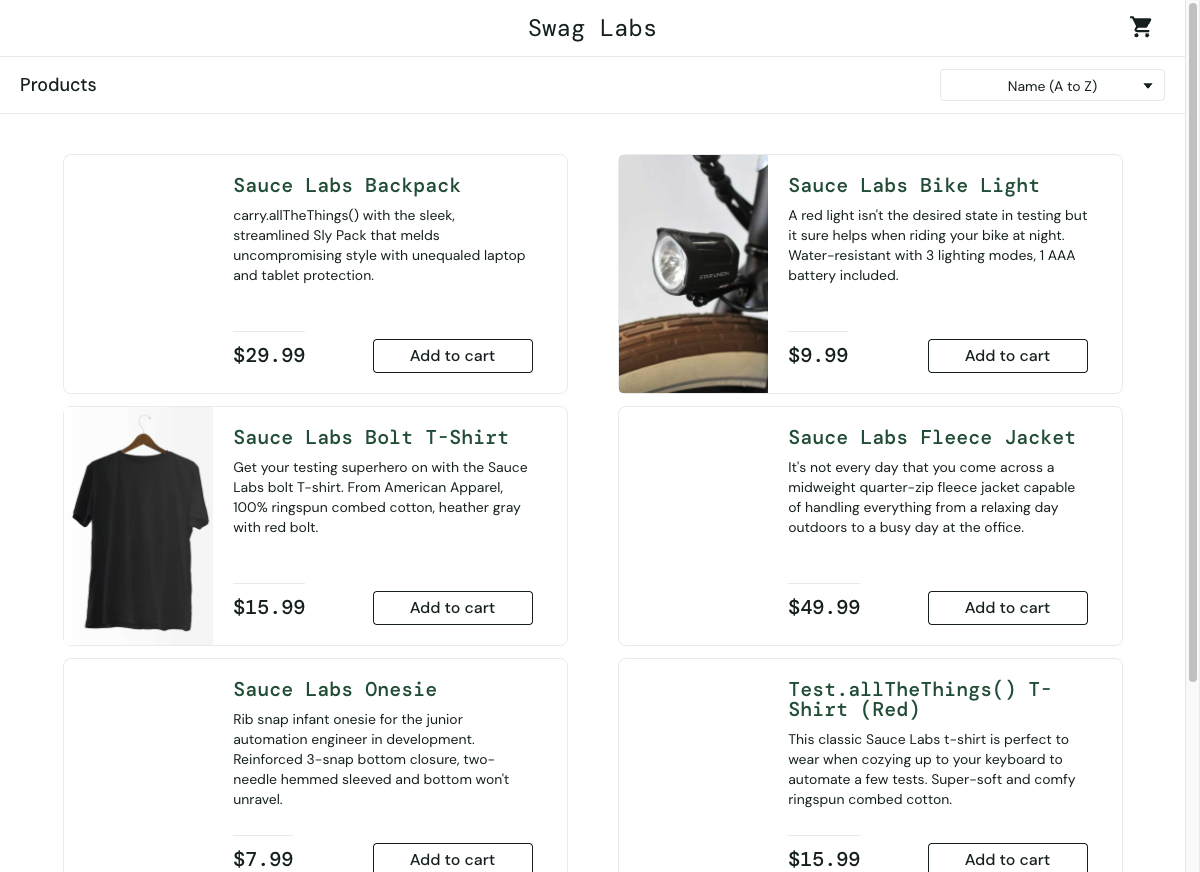 Swag Labs
Products
Name (A to Z)
Sauce Labs Backpack
carry.allTheThings() with the sleek,
streamlined Sly Pack that melds
uncompromising style with unequaled laptop
and tablet protection.
$29.99
Add to cart
Sauce Labs Bike Light
A red light isn't the desired state in testing but
it sure helps when riding your bike at night.
Water-resistant with 3 lighting modes, 1 AAA
battery included.
$9.99
Add to cart
Sauce Labs Bolt T-Shirt
Get your testing superhero on with the Sauce
Labs bolt T-shirt. From American Apparel,
100% ringspun combed cotton, heather gray
with red bolt.
$15.99
Add to cart
Sauce Labs Fleece Jacket
It's not every day that you come across a
midweight quarter-zip fleece jacket capable
of handling everything from a relaxing day
outdoors to a busy day at the office.
$49.99
Add to cart
Sauce Labs Onesie
Rib snap infant onesie for the junior
automation engineer in development.
Reinforced 3-snap bottom closure, two-
needle hemmed sleeved and bottom won't
unravel.
$7.99
Add to cart
Test.allTheThings() T-
Shirt (Red)
This classic Sauce Labs t-shirt is perfect to
wear when cozying up to your keyboard to
automate a few tests. Super-soft and comfy
ringspun combed cotton.
$15.99
Add to cart